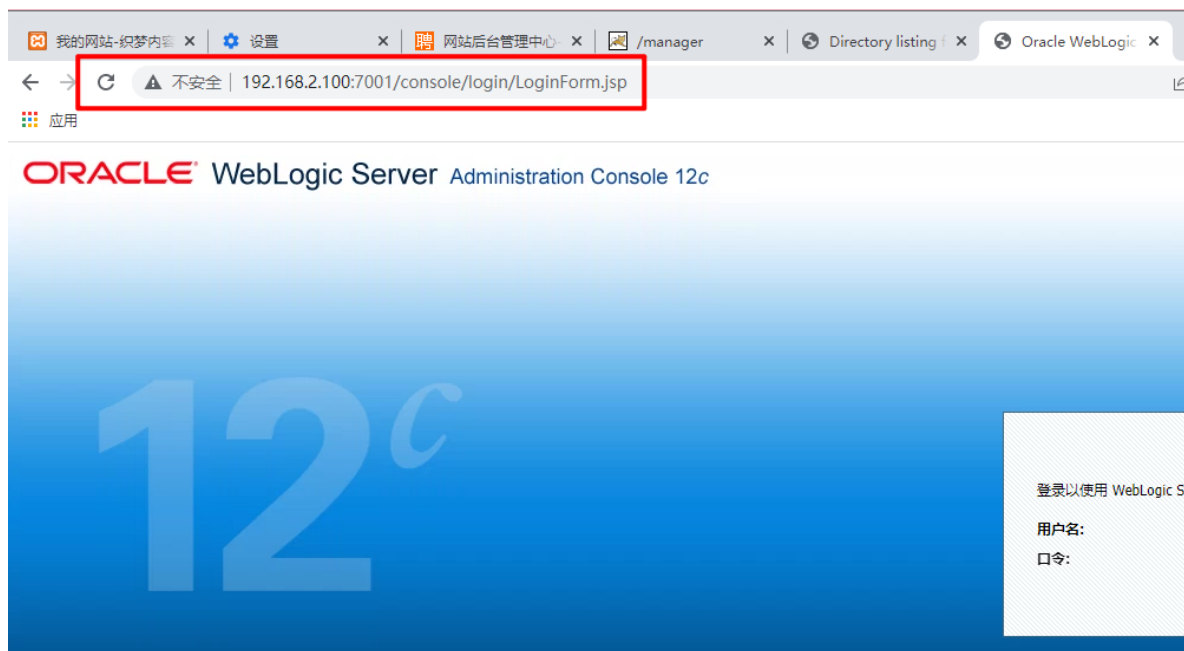 我的网站-织梦内容 设置 网站后台管理中心- /manager Directory listing f Oracle WebLogic
不安全 | 192.168.2.100:7001/console/login/LoginForm.jsp
应用
ORACLE WebLogic Server Administration Console 12c
12c
登录以使用 WebLogic S
用户名:
口令: